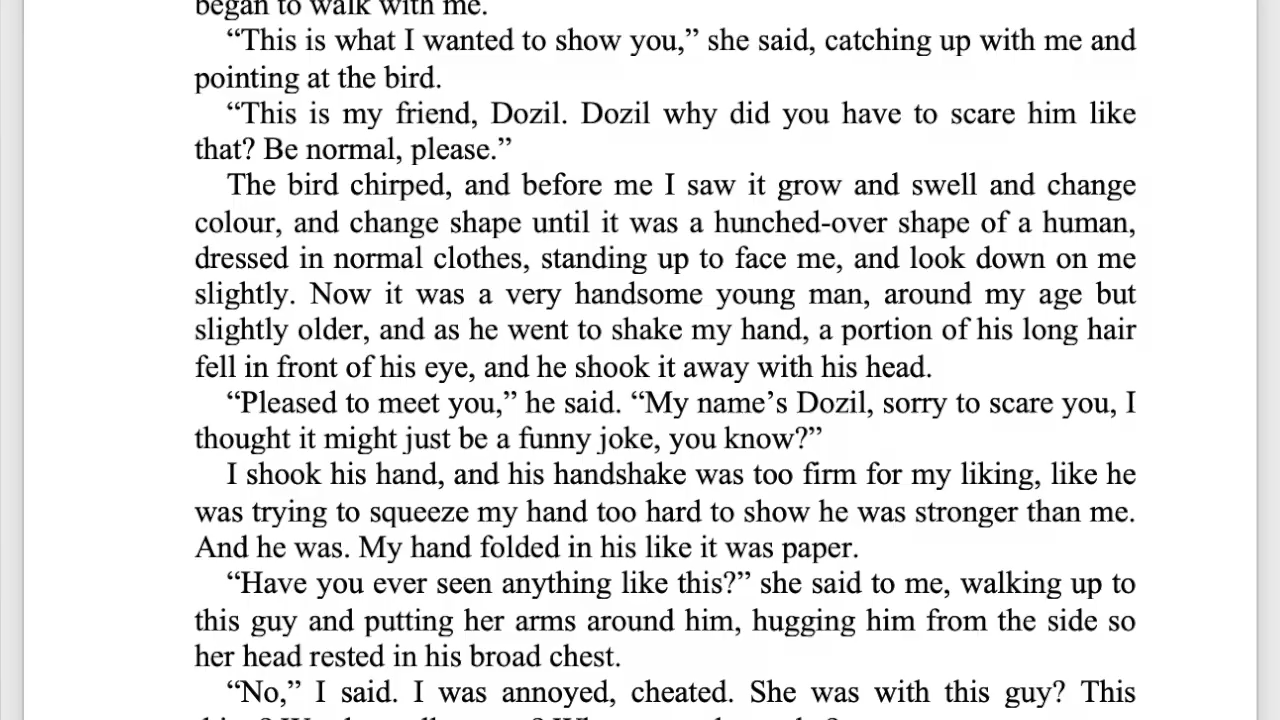 began to walk with me.
“This is what I wanted to show you,” she said, catching up with me and
pointing at the bird.
“This is my friend, Dozil. Dozil why did you have to scare him like
that? Be normal, please.”
The bird chirped, and before me I saw it grow and swell and change
colour, and change shape until it was a hunched-over shape of a human,
dressed in normal clothes, standing up to face me, and look down on me
slightly. Now it was a very handsome young man, around my age but
slightly older, and as he went to shake my hand, a portion of his long hair
fell in front of his eye, and he shook it away with his head.
“Pleased to meet you,” he said. “My name’s Dozil, sorry to scare you, I
thought it might just be a funny joke, you know?”
I shook his hand, and his handshake was too firm for my liking, like he
was trying to squeeze my hand too hard to show he was stronger than me.
And he was. My hand folded in his like it was paper.
“Have you ever seen anything like this?” she said to me, walking up to
this guy and putting her arms around him, hugging him from the side so
her head rested in his broad chest.
“No,” I said. I was annoyed, cheated. She was with this guy? This